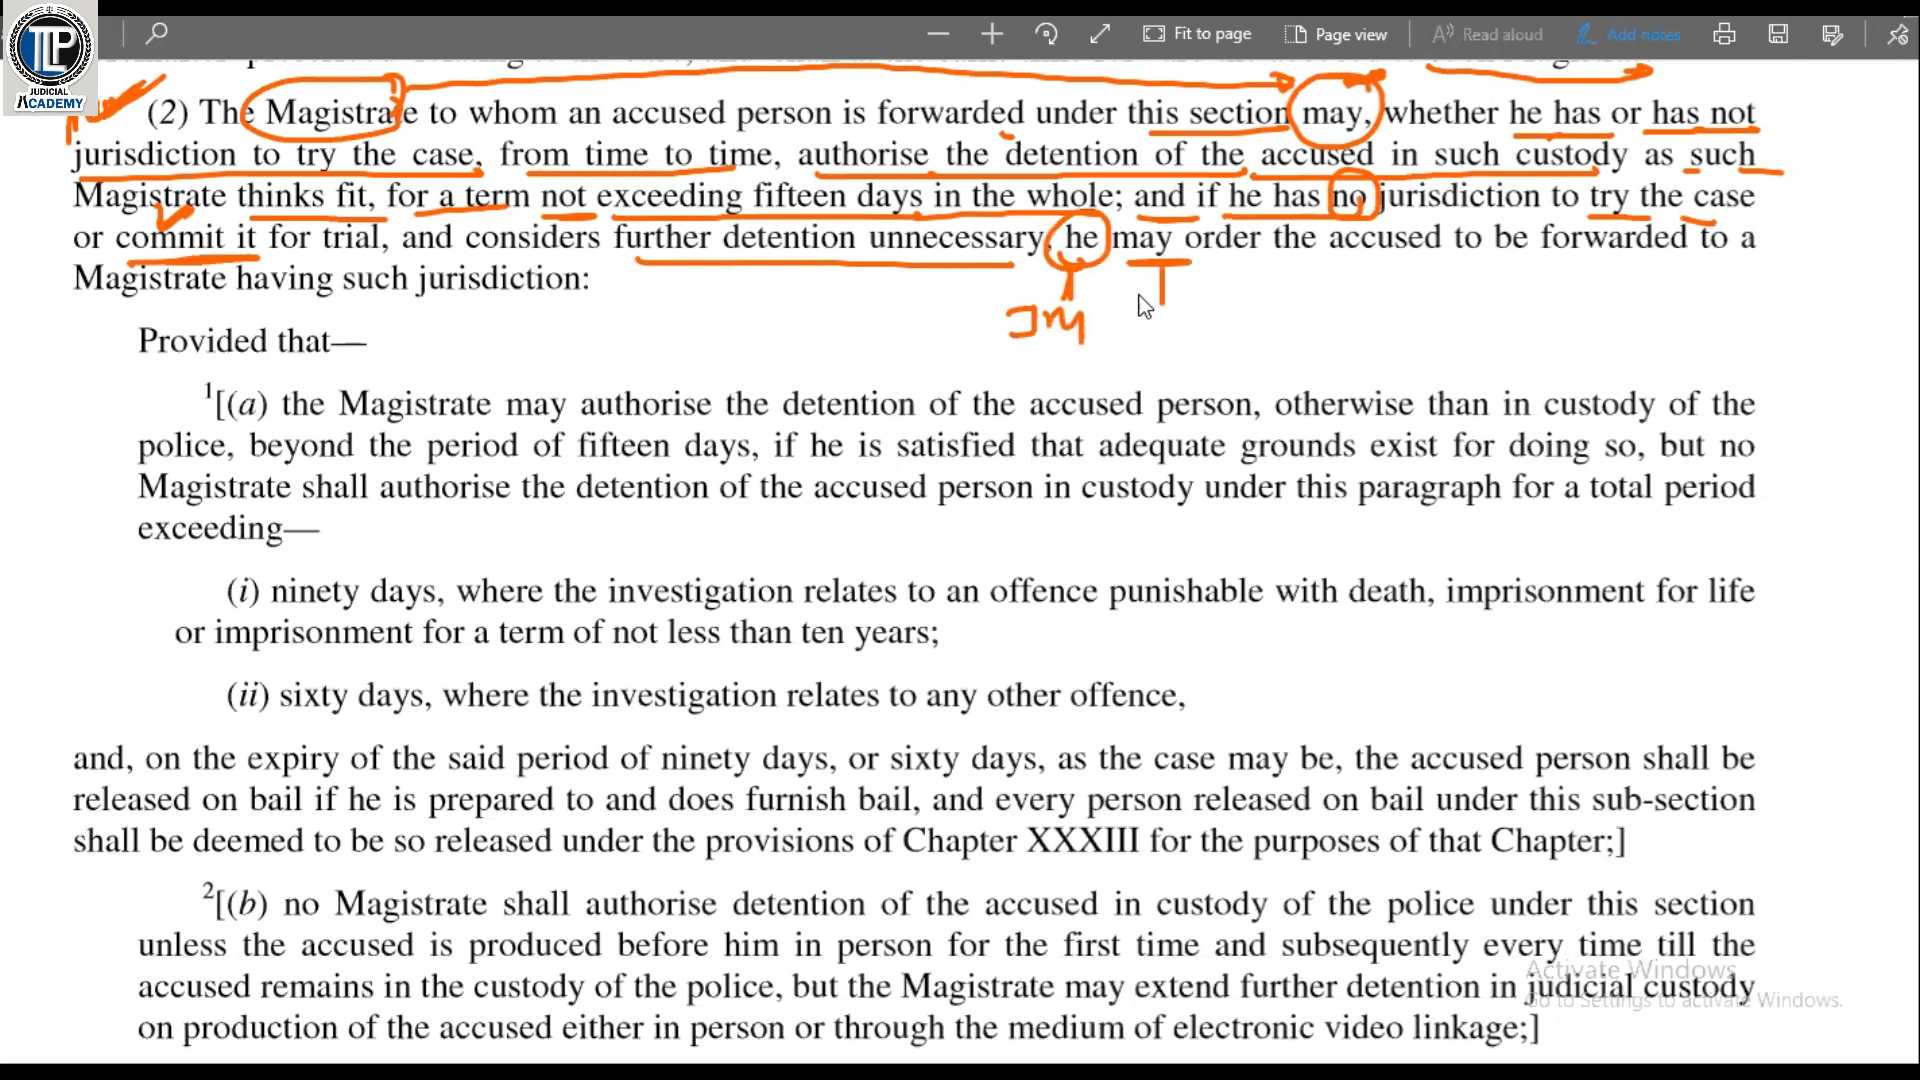 TLP
JUDICIAL
ACADEMY
Fit to page
Page view
Read aloud
Add notes
(2) The Magistrate to whom an accused person is forwarded under this section may, whether he has or has not
jurisdiction to try the case, from time to time, authorise the detention of the accused in such custody as such
Magistrate thinks fit, for a term not exceeding fifteen days in the whole; and if he has no jurisdiction to try the case
or commit it for trial, and considers further detention unnecessary, he may order the accused to be forwarded to a
Magistrate having such jurisdiction:
Provided that—
1[(a) the Magistrate may authorise the detention of the accused person, otherwise than in custody of the
police, beyond the period of fifteen days, if he is satisfied that adequate grounds exist for doing so, but no
Magistrate shall authorise the detention of the accused person in custody under this paragraph for a total period
exceeding—
(i) ninety days, where the investigation relates to an offence punishable with death, imprisonment for life
or imprisonment for a term of not less than ten years;
(ii) sixty days, where the investigation relates to any other offence,
and, on the expiry of the said period of ninety days, or sixty days, as the case may be, the accused person shall be
released on bail if he is prepared to and does furnish bail, and every person released on bail under this sub-section
shall be deemed to be so released under the provisions of Chapter XXXIII for the purposes of that Chapter;]
2[(b) no Magistrate shall authorise detention of the accused in custody of the police under this section
unless the accused is produced before him in person for the first time and subsequently every time till the
accused remains in the custody of the police, but the Magistrate may extend further detention in judicial custody
on production of the accused either in person or through the medium of electronic video linkage;]
Activate Windows
Go to Settings to activate Windows.